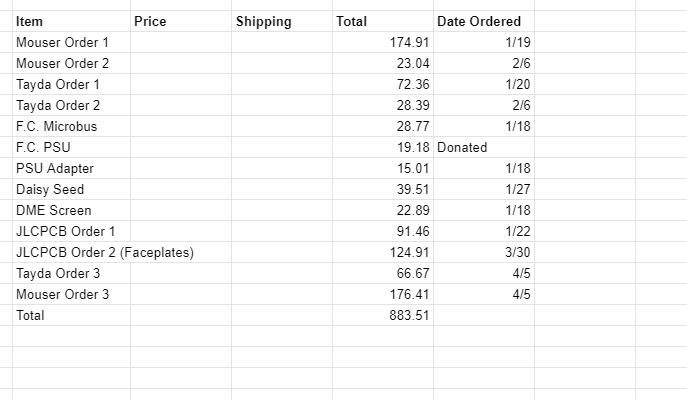 Item Price Shipping Total Date Ordered
Mouser Order 1 174.91 1/19
Mouser Order 2 23.04 2/6
Tayda Order 1 72.36 1/20
Tayda Order 2 28.39 2/6
F.C. Microbus 28.77 1/18
F.C. PSU 19.18 Donated
PSU Adapter 15.01 1/18
Daisy Seed 39.51 1/27
DME Screen 22.89 1/18
JLCPCB Order 1 91.46 1/22
JLCPCB Order 2 (Faceplates) 124.91 3/30
Tayda Order 3 66.67 4/5
Mouser Order 3 176.41 4/5
Total 883.51